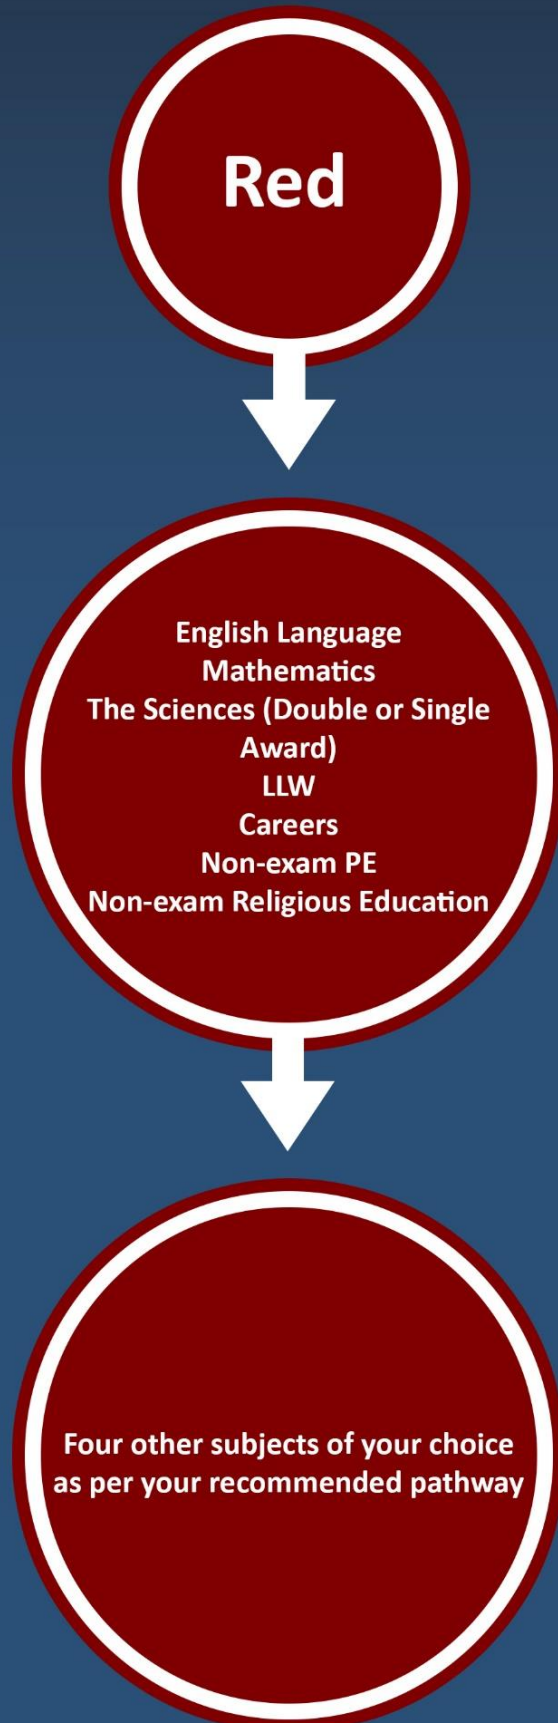 Red
English Language
Mathematics
The Sciences (Double or Single
Award)
LLW
Careers
Non-exam PE
Non-exam Religious Education
Four other subjects of your choice
as per your recommended pathway